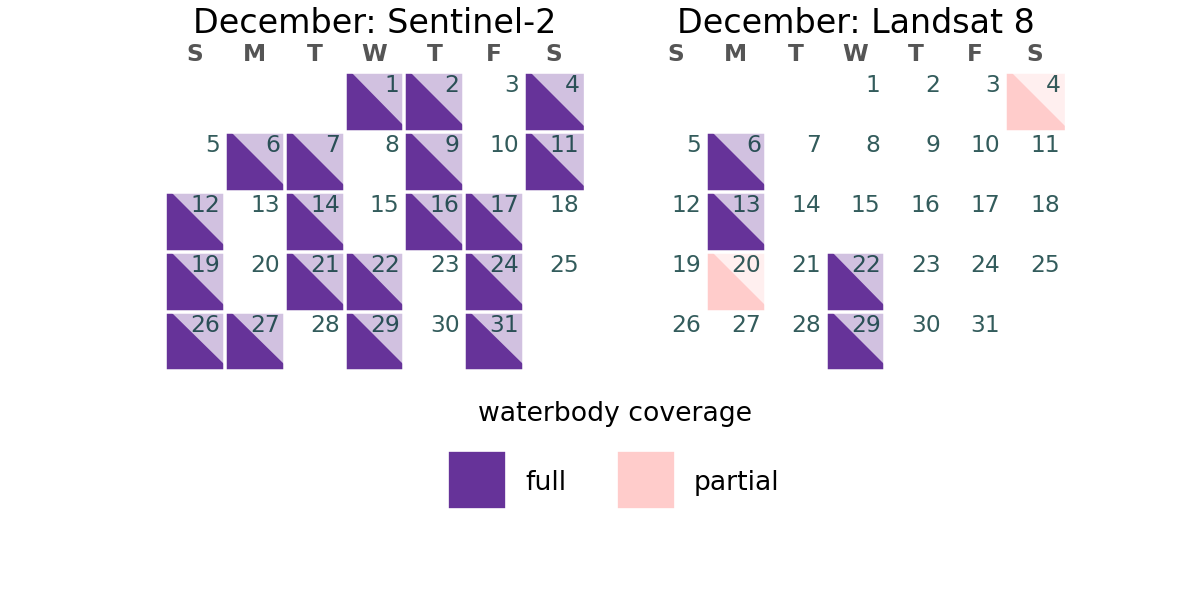 December: Sentinel-2
S M T W T F S
1 2 3 4
5 6 7 8 9 10 11
12 13 14 15 16 17 18
19 20 21 22 23 24 25
26 27 28 29 30 31
December: Landsat 8
S M T W T F S
1 2 3 4
5 6 7 8 9 10 11
12 13 14 15 16 17 18
19 20 21 22 23 24 25
26 27 28 29 30 31
waterbody coverage
full partial